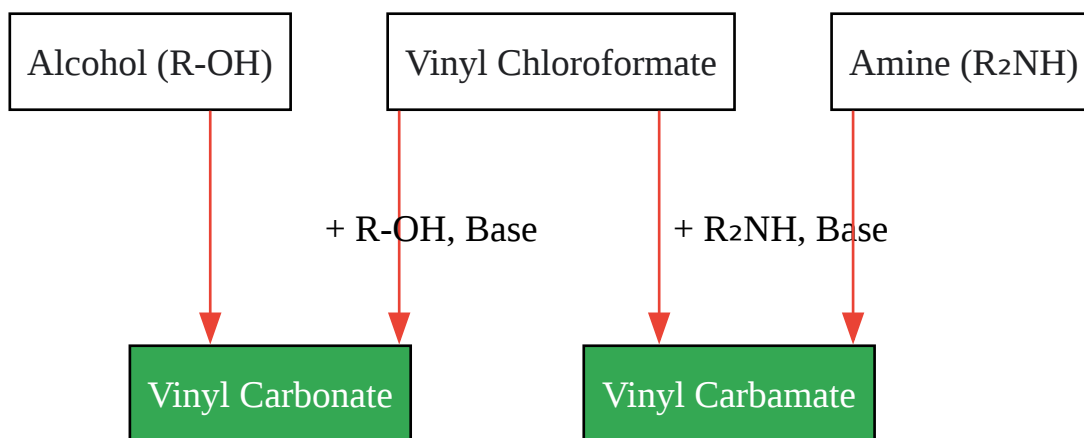 Alcohol (R-OH)
Vinyl Chloroformate
Amine (R₂NH)
+ R-OH, Base
+ R₂NH, Base
Vinyl Carbonate
Vinyl Carbamate